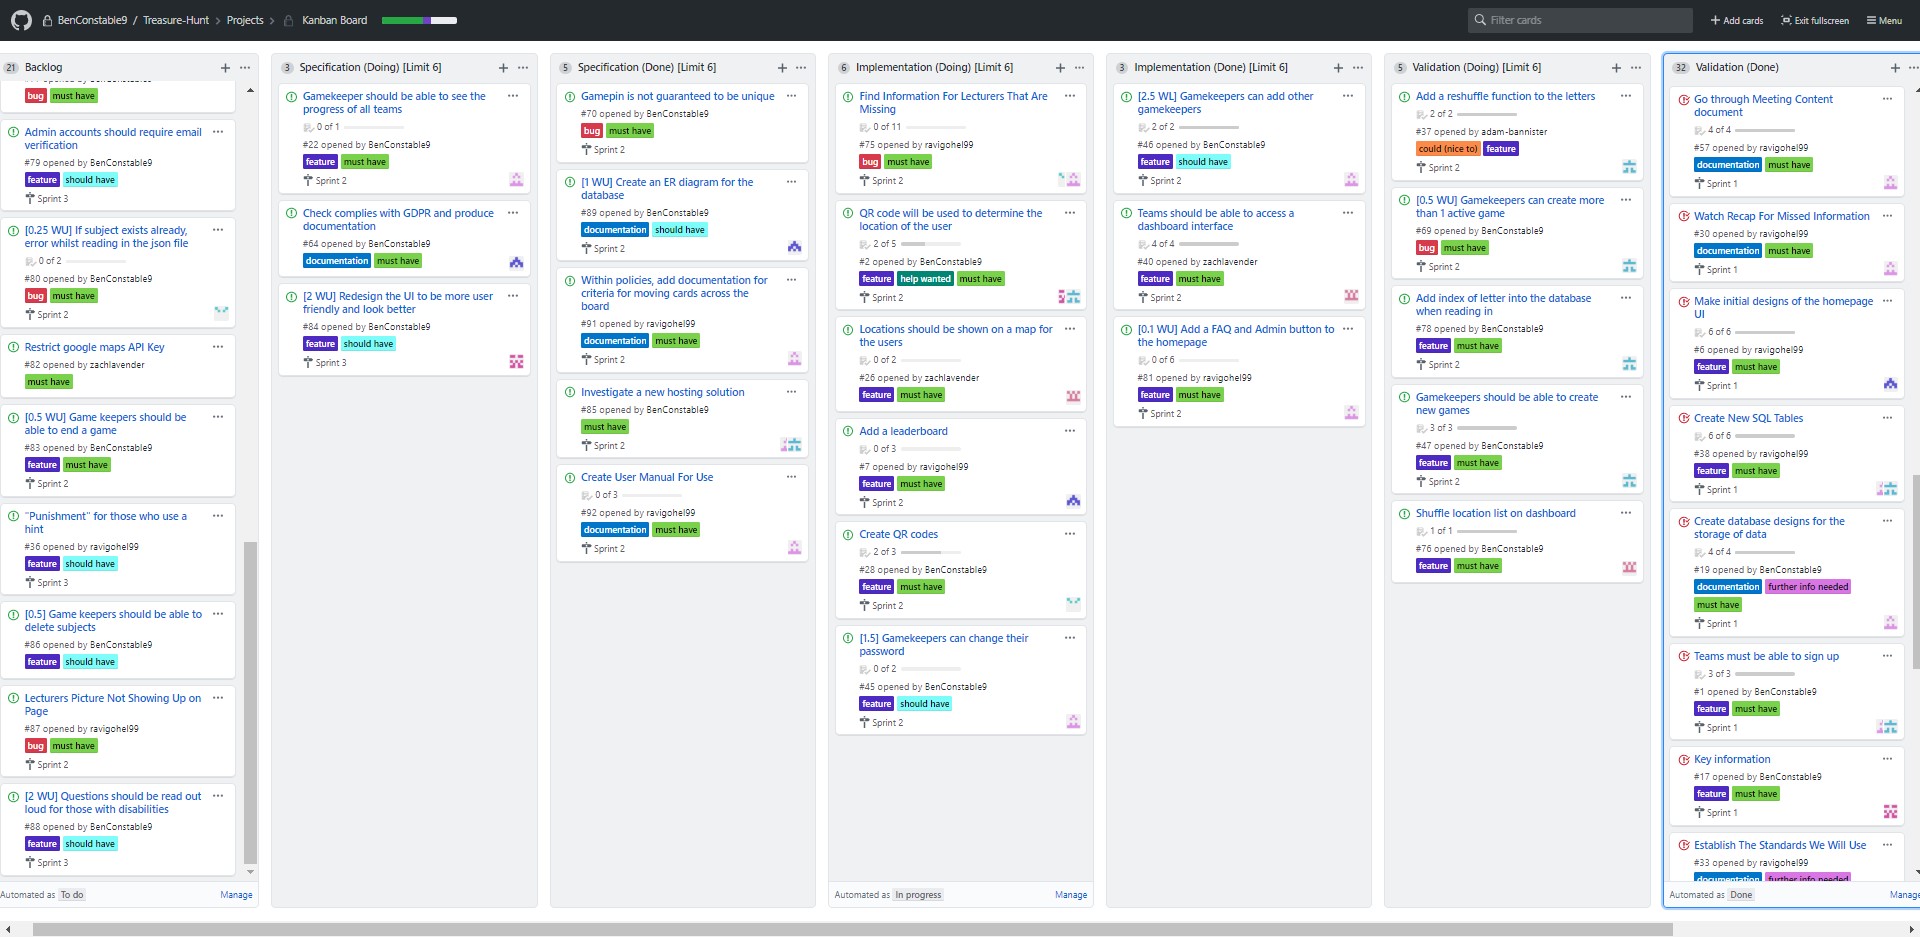 BenConstable9 / Treasure-Hunt Projects Kanban Board
Filter cards
Add cards
Exit fullscreen
Menu
21 Backlog
bug must have
Admin accounts should require email
verification
#79 opened by BenConstable9
feature should have
Sprint 3
[0.25 WU] If subject exists already,
error whilst reading in the json file
0 of 2
#80 opened by BenConstable9
bug must have
Sprint 2
Restrict google maps API Key
#82 opened by zachlavender
must have
[0.5 WU] Game keepers should be
able to end a game
#83 opened by BenConstable9
feature must have
Sprint 2
"Punishment" for those who use a
hint
#36 opened by ravigohel99
feature should have
Sprint 3
[0.5] Game keepers should be able to
delete subjects
#86 opened by BenConstable9
feature should have
Lecturers Picture Not Showing Up on
Page
#87 opened by ravigohel99
bug must have
Sprint 2
[2 WU] Questions should be read out
loud for those with disabilities
#88 opened by BenConstable9
feature should have
Sprint 3
Automated as To do Manage
3 Specification (Doing) [Limit 6]
Gamekeeper should be able to see the
progress of all teams
0 of 1
#22 opened by BenConstable9
feature must have
Sprint 2
Check complies with GDPR and produce
documentation
#64 opened by BenConstable9
documentation must have
[2 WU] Redesign the UI to be more user
friendly and look better
#84 opened by BenConstable9
feature should have
Sprint 3
5 Specification (Done) [Limit 6]
Gamepin is not guaranteed to be unique
#70 opened by BenConstable9
bug must have
Sprint 2
[1 WU] Create an ER diagram for the
database
#89 opened by BenConstable9
documentation should have
Sprint 2
Within policies, add documentation for
criteria for moving cards across the
board
#91 opened by ravigohel99
documentation must have
Sprint 2
Investigate a new hosting solution
#85 opened by BenConstable9
must have
Sprint 2
Create User Manual For Use
0 of 3
#92 opened by ravigohel99
documentation must have
Sprint 2
6 Implementation (Doing) [Limit 6]
Find Information For Lecturers That Are
Missing
0 of 11
#75 opened by ravigohel99
bug must have
Sprint 2
QR code will be used to determine the
location of the user
2 of 5
#2 opened by BenConstable9
feature help wanted must have
Sprint 2
Locations should be shown on a map for
the users
0 of 2
#26 opened by zachlavender
feature must have
Add a leaderboard
0 of 3
#7 opened by ravigohel99
feature must have
Sprint 2
Create QR codes
2 of 3
#28 opened by BenConstable9
feature must have
Sprint 2
[1.5] Gamekeepers can change their
password
0 of 2
#45 opened by BenConstable9
feature should have
Sprint 2
Automated as In progress Manage
3 Implementation (Done) [Limit 6]
[2.5 WL] Gamekeepers can add other
gamekeepers
2 of 2
#46 opened by BenConstable9
feature should have
Sprint 2
Teams should be able to access a
dashboard interface
4 of 4
#40 opened by zachlavender
feature must have
Sprint 2
[0.1 WU] Add a FAQ and Admin button to
the homepage
0 of 6
#81 opened by ravigohel99
feature must have
Sprint 2
5 Validation (Doing) [Limit 6]
Add a reshuffle function to the letters
2 of 2
#37 opened by adam-bannister
could (nice to) feature
Sprint 2
[0.5 WU] Gamekeepers can create more
than 1 active game
#69 opened by BenConstable9
bug must have
Sprint 2
Add index of letter into the database
when reading in
#78 opened by BenConstable9
feature must have
Sprint 2
Gamekeepers should be able to create
new games
3 of 3
#47 opened by BenConstable9
feature must have
Sprint 2
Shuffle location list on dashboard
1 of 1
#76 opened by BenConstable9
feature must have
32 Validation (Done)
Go through Meeting Content
document
4 of 4
#57 opened by ravigohel99
documentation must have
Sprint 1
Watch Recap For Missed Information
#30 opened by ravigohel99
documentation must have
Sprint 1
Make initial designs of the homepage
UI
6 of 6
#6 opened by ravigohel99
feature must have
Sprint 1
Create New SQL Tables
6 of 6
#38 opened by ravigohel99
feature must have
Sprint 1
Create database designs for the
storage of data
4 of 4
#19 opened by BenConstable9
documentation further info needed
must have
Sprint 1
Teams must be able to sign up
3 of 3
#1 opened by BenConstable9
feature must have
Sprint 1
Key information
#17 opened by BenConstable9
feature must have
Sprint 1
Establish The Standards We Will Use
#33 opened by ravigohel99
documentation further info needed
Automated as Done Manage